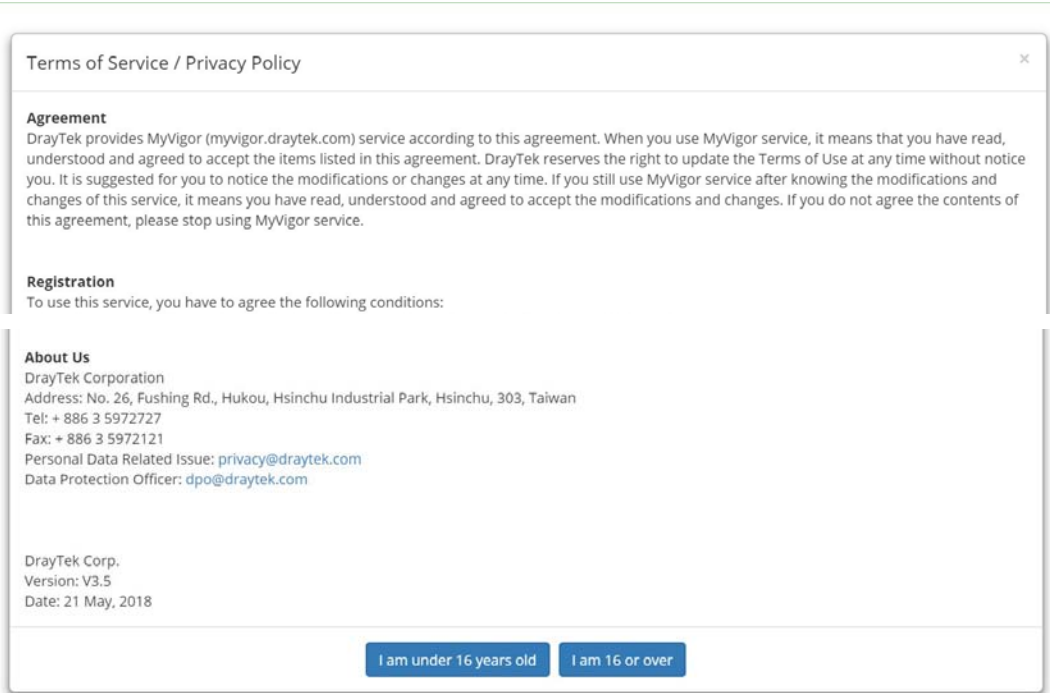 Terms of Service / Privacy Policy
×
Agreement
DrayTek provides MyVigor (myvigor.draytek.com) service according to this agreement. When you use MyVigor service, it means that you have read,
understood and agreed to accept the items listed in this agreement. DrayTek reserves the right to update the Terms of Use at any time without notice
you. It is suggested for you to notice the modifications or changes at any time. If you still use MyVigor service after knowing the modifications and
changes of this service, it means you have read, understood and agreed to accept the modifications and changes. If you do not agree the contents of
this agreement, please stop using MyVigor service.
Registration
To use this service, you have to agree the following conditions:
About Us
DrayTek Corporation
Address: No. 26, Fushing Rd., Hukou, Hsinchu Industrial Park, Hsinchu, 303, Taiwan
Tel: + 886 3 5972727
Fax: + 886 3 5972121
Personal Data Related Issue: privacy@draytek.com
Data Protection Officer: dpo@draytek.com
DrayTek Corp.
Version: V3.5
Date: 21 May, 2018
I am under 16 years old
I am 16 or over